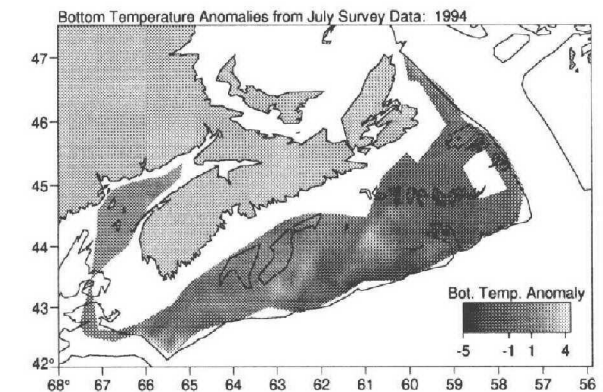 Bottom Temperature Anomalies from July Survey Data: 1994
47
46
45
44
43
42°
Bot. Temp. Anomaly
-5 -1 1 4
68° 67 66 65 64 63 62 61 60 59 58 57 56